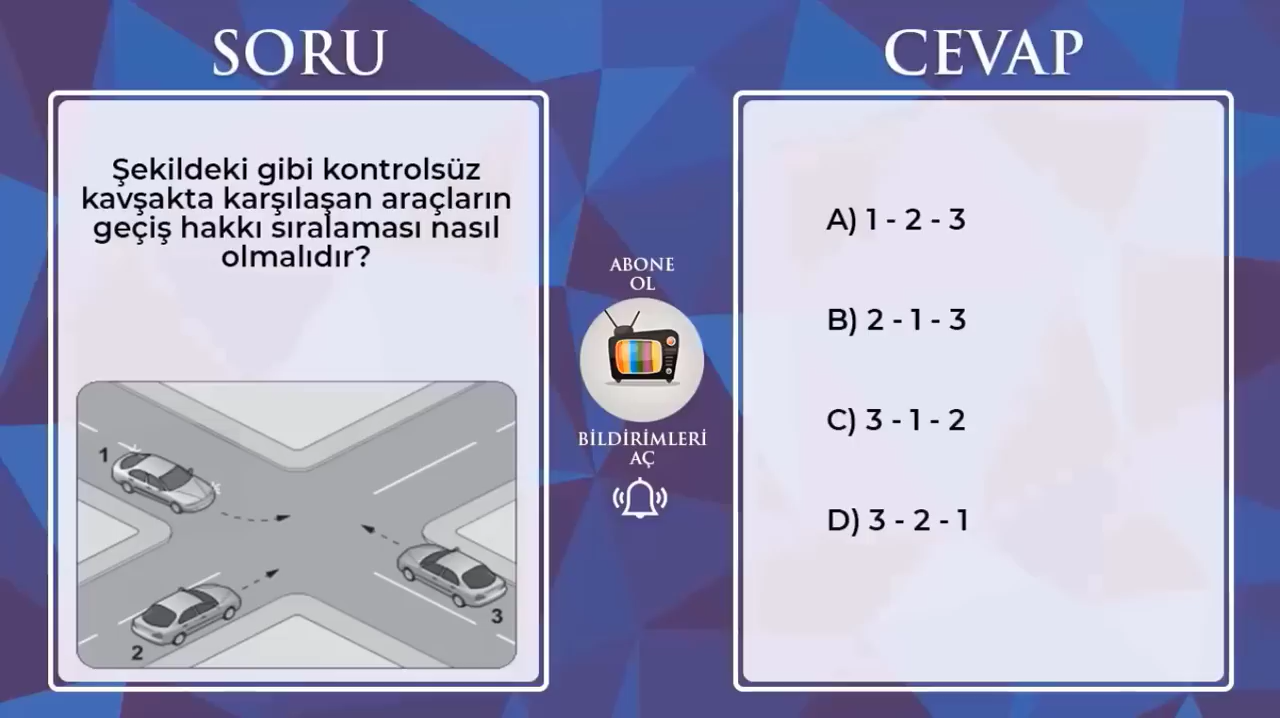 SORU
Şekildeki gibi kontrolsüz
kavşakta karşılaşan araçların
geçiş hakkı sıralaması nasıl
olmalıdır?
1
2
3
ABONE
OL
BİLDİRİMLERİ
AÇ
CEVAP
A) 1 - 2 - 3
B) 2 - 1 - 3
C) 3 - 1 - 2
D) 3 - 2 - 1